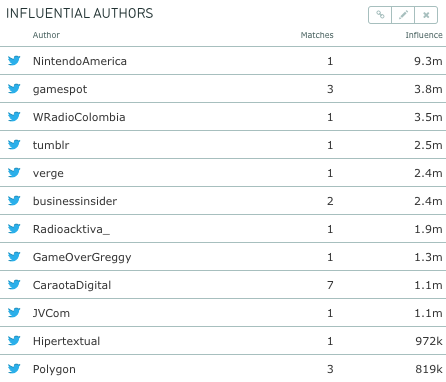 INFLUENTIAL AUTHORS
Author Matches Influence
NintendoAmerica 1 9.3m
gamespot 3 3.8m
WRadioColombia 1 3.5m
tumblr 1 2.5m
verge 1 2.4m
businessinsider 2 2.4m
Radioacktiva_ 1 1.9m
GameOverGreggy 1 1.3m
CaraotaDigital 7 1.1m
JVCom 1 1.1m
Hipertextual 1 972k
Polygon 3 819k